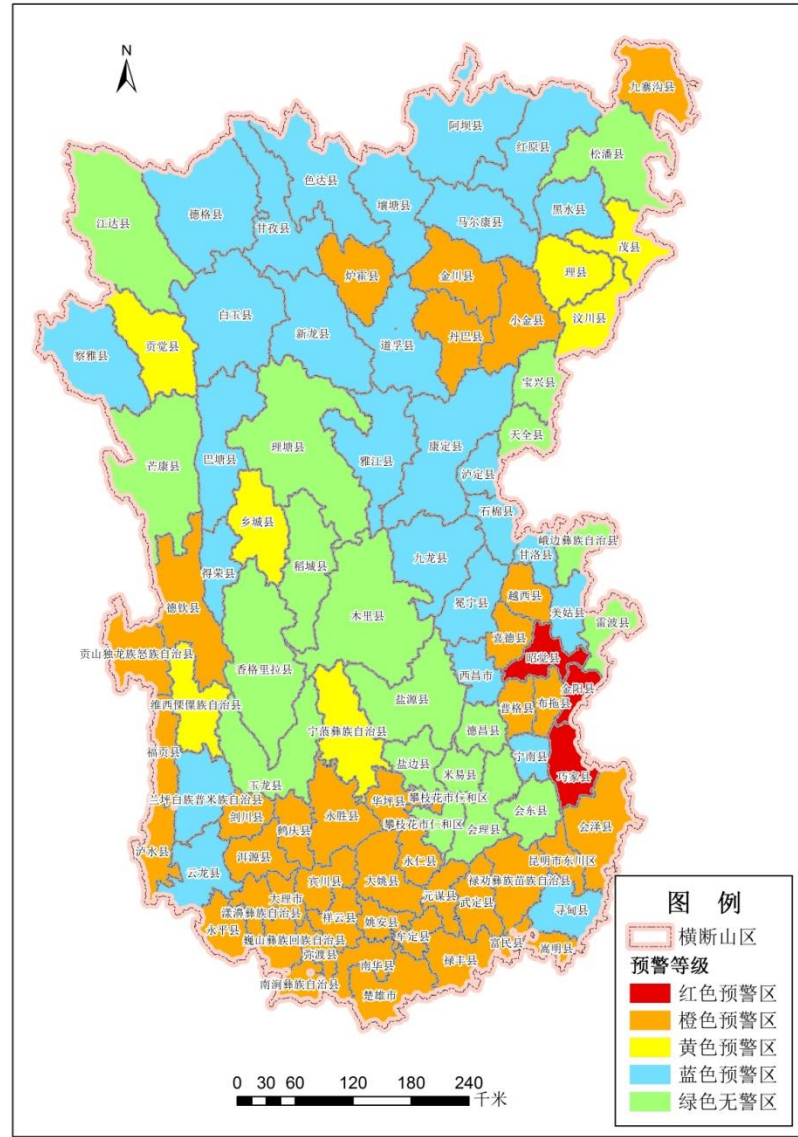 N
九寨沟县
阿坝县
红原县
松潘县
色达县
壤塘县
江达县
德格县
甘孜县
马尔康县
黑水县
茂县
炉霍县
金川县
理县
白玉县
小金县
汶川县
贡觉县
新龙县
道孚县
丹巴县
察雅县
宝兴县
天全县
芒康县
巴塘县
理塘县
雅江县
康定县
泸定县
石棉县
乡城县
峨边彝族自治县
甘洛县
稻城县
得荣县
九龙县
越西县
美姑县
德钦县
木里县
冕宁县
雷波县
喜德县
贡山独龙族怒族自治县
昭觉县
香格里拉县
西昌市
金阳县
维西傈僳族自治县
盐源县
普格县
布拖县
宁蒗彝族自治县
德昌县
福贡县
宁南县
盐边县
巧家县
米易县
玉龙县
兰坪白族普米族自治县
华坪县
攀枝花市仁和区
会东县
剑川县
永胜县
鹤庆县
攀枝花市仁和区
会理县
会泽县
泸水县
洱源县
永仁县
昆明市东川区
云龙县
宾川县
大姚县
禄劝彝族苗族自治县
大理市
元谋县
武定县
寻甸县
漾濞彝族自治县
祥云县
姚安县
永平县
巍山彝族回族自治县
牟定县
富民县
嵩明县
弥渡县
南华县
禄丰县
南涧彝族自治县
楚雄市
图 例
横断山区
预警等级
红色预警区
橙色预警区
黄色预警区
蓝色预警区
绿色无警区
0 30 60 120 180 240
千米